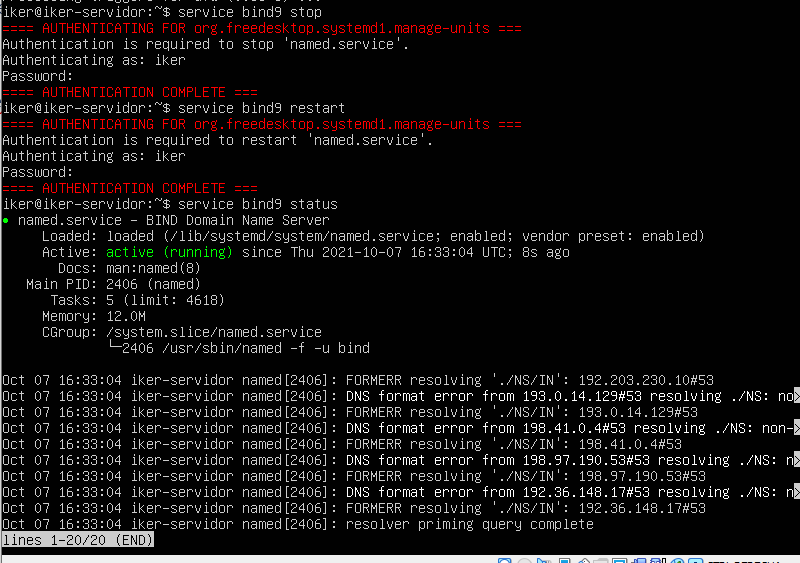 iker@iker-servidor:~$ service bind9 stop
==== AUTHENTICATING FOR org.freedesktop.systemd1.manage-units ===
Authentication is required to stop 'named.service'.
Authenticating as: iker
Password:
==== AUTHENTICATION COMPLETE ===
iker@iker-servidor:~$ service bind9 restart
==== AUTHENTICATING FOR org.freedesktop.systemd1.manage-units ===
Authentication is required to restart 'named.service'.
Authenticating as: iker
Password:
==== AUTHENTICATION COMPLETE ===
iker@iker-servidor:~$ service bind9 status
● named.service - BIND Domain Name Server
Loaded: loaded (/lib/systemd/system/named.service; enabled; vendor preset: enabled)
Active: active (running) since Thu 2021-10-07 16:33:04 UTC; 8s ago
Docs: man:named(8)
Main PID: 2406 (named)
Tasks: 5 (limit: 4618)
Memory: 12.0M
CGroup: /system.slice/named.service
└─2406 /usr/sbin/named -f -u bind
Oct 07 16:33:04 iker-servidor named[2406]: FORMERR resolving './NS/IN': 192.203.230.10#53
Oct 07 16:33:04 iker-servidor named[2406]: DNS format error from 193.0.14.129#53 resolving ./NS: no>
Oct 07 16:33:04 iker-servidor named[2406]: FORMERR resolving './NS/IN': 193.0.14.129#53
Oct 07 16:33:04 iker-servidor named[2406]: DNS format error from 198.41.0.4#53 resolving ./NS: non->
Oct 07 16:33:04 iker-servidor named[2406]: FORMERR resolving './NS/IN': 198.41.0.4#53
Oct 07 16:33:04 iker-servidor named[2406]: DNS format error from 198.97.190.53#53 resolving ./NS: n>
Oct 07 16:33:04 iker-servidor named[2406]: FORMERR resolving './NS/IN': 198.97.190.53#53
Oct 07 16:33:04 iker-servidor named[2406]: DNS format error from 192.36.148.17#53 resolving ./NS: n>
Oct 07 16:33:04 iker-servidor named[2406]: FORMERR resolving './NS/IN': 192.36.148.17#53
Oct 07 16:33:04 iker-servidor named[2406]: resolver priming query complete
lines 1-20/20 (END)